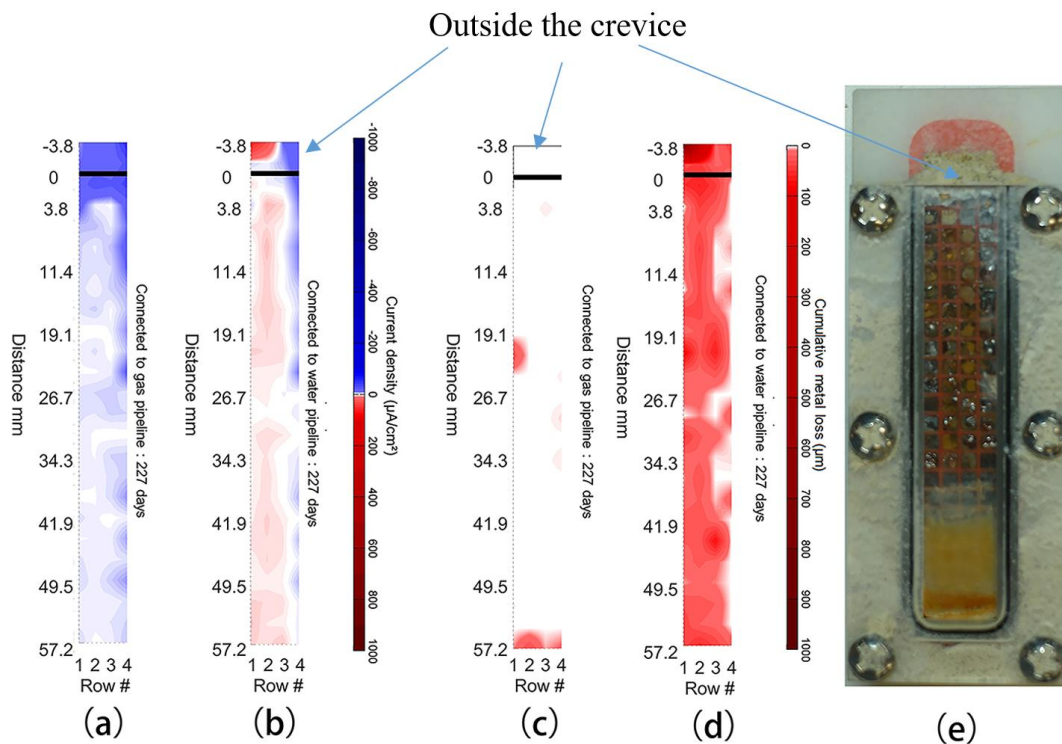 Outside the crevice
-3.8
0
3.8
11.4
19.1
26.7
34.3
41.9
49.5
57.2
Distance mm
1 2 3 4
Row #
Connected to gas pipeline : 227 days
(a)
-3.8
0
3.8
11.4
19.1
26.7
34.3
41.9
49.5
57.2
Distance mm
1 2 3 4
Row #
Connected to water pipeline : 227 days
(b)
-1000
-800
-600
-400
-200
0
200
400
600
800
1000
Current density (µA/cm²)
-3.8
0
3.8
11.4
19.1
26.7
34.3
41.9
49.5
57.2
Distance mm
1 2 3 4
Row #
Connected to gas pipeline : 227 days
(c)
-3.8
0
3.8
11.4
19.1
26.7
34.3
41.9
49.5
57.2
Distance mm
1 2 3 4
Row #
Connected to water pipeline : 227 days
(d)
0
100
200
300
400
500
600
700
800
900
1000
Cumulative metal loss (µm)
(e)